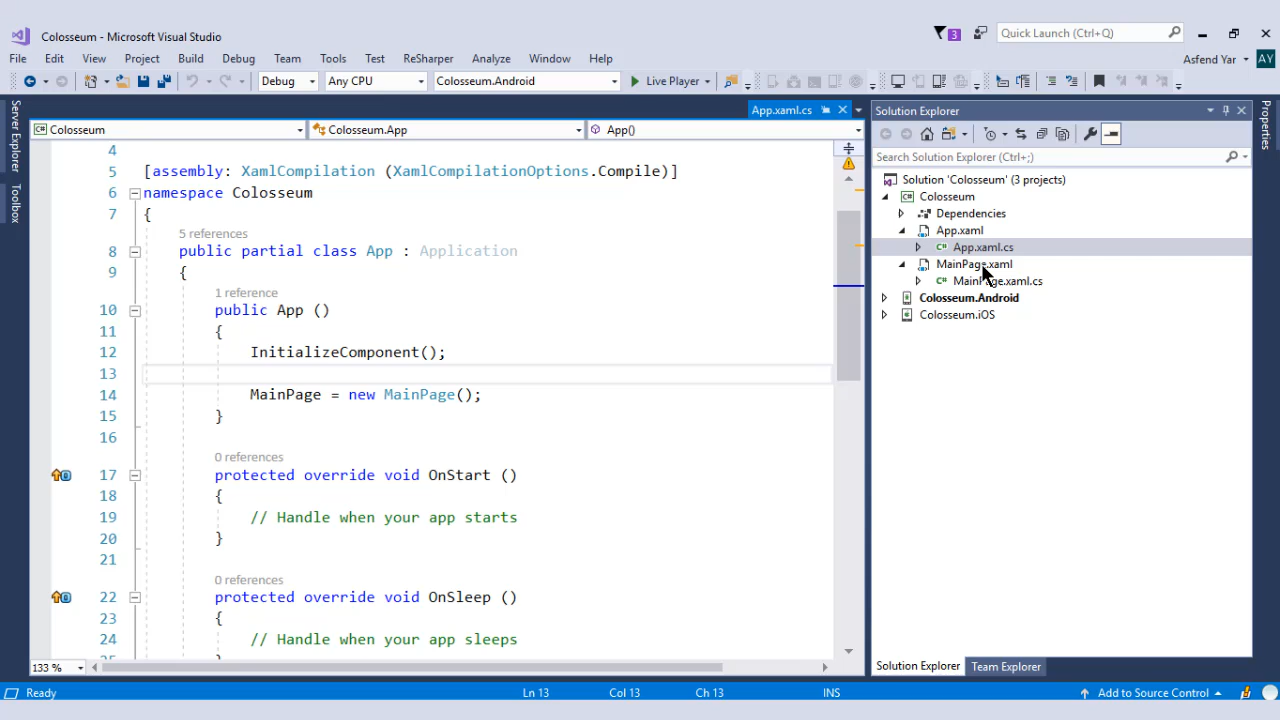 Colosseum - Microsoft Visual Studio
3
Quick Launch (Ctrl+Q)
File Edit View Project Build Debug Team Tools Test ReSharper Analyze Window Help
Asfend Yar AY
Debug Any CPU Colosseum.Android Live Player
Server Explorer
Toolbox
App.xaml.cs
Colosseum Colosseum.App App()
4
5 [assembly: XamlCompilation (XamlCompilationOptions.Compile)]
6 namespace Colosseum
7 {
5 references
8 public partial class App : Application
9 {
1 reference
10 public App ()
11 {
12 InitializeComponent();
13
14 MainPage = new MainPage();
15 }
16
0 references
17 protected override void OnStart ()
18 {
19 // Handle when your app starts
20 }
21
0 references
22 protected override void OnSleep ()
23 {
24 // Handle when your app sleeps
133 %
Solution Explorer
Search Solution Explorer (Ctrl+;)
Solution 'Colosseum' (3 projects)
Colosseum
Dependencies
App.xaml
App.xaml.cs
MainPage.xaml
MainPage.xaml.cs
Colosseum.Android
Colosseum.iOS
Solution Explorer Team Explorer
Properties
Ready Ln 13 Col 13 Ch 13 INS Add to Source Control